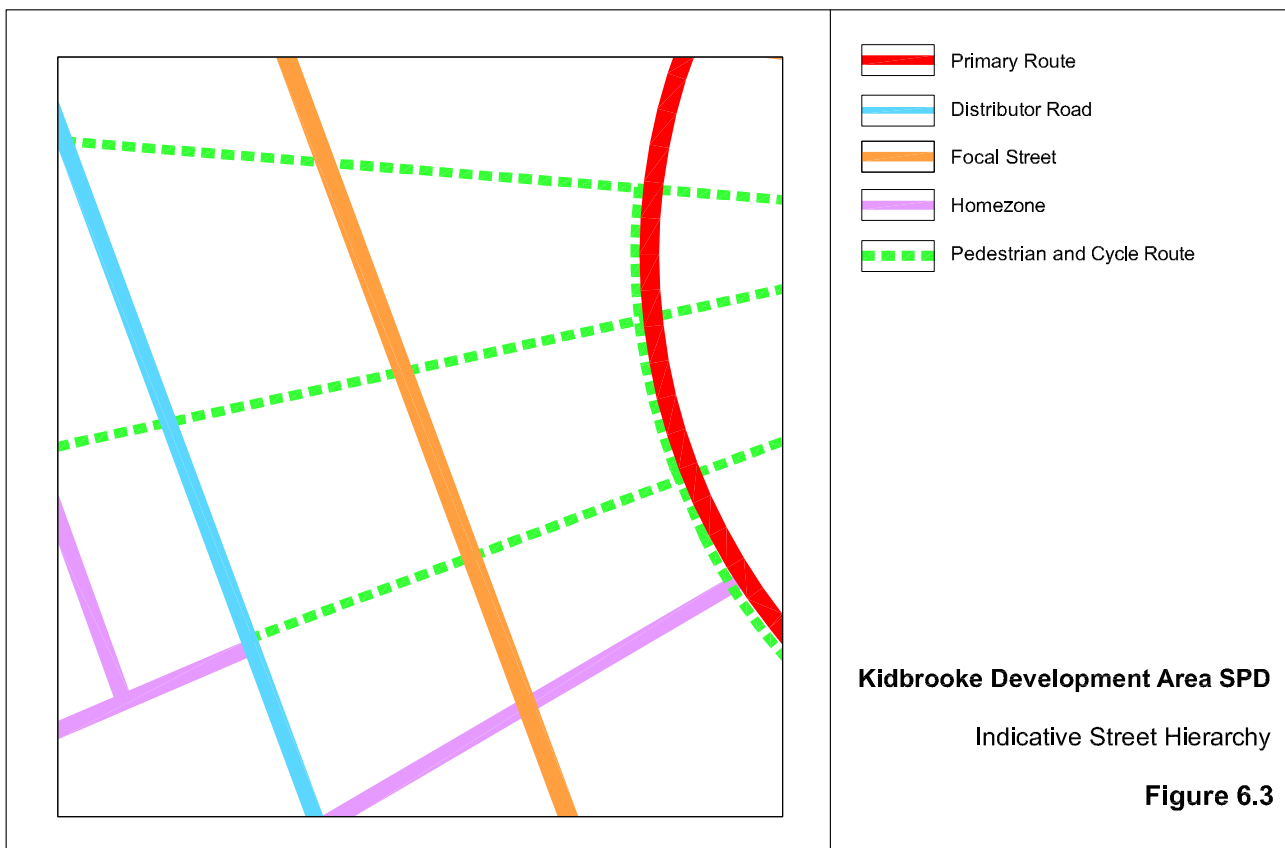 Primary Route
Distributor Road
Focal Street
Homezone
Pedestrian and Cycle Route
Kidbrooke Development Area SPD
Indicative Street Hierarchy
Figure 6.3